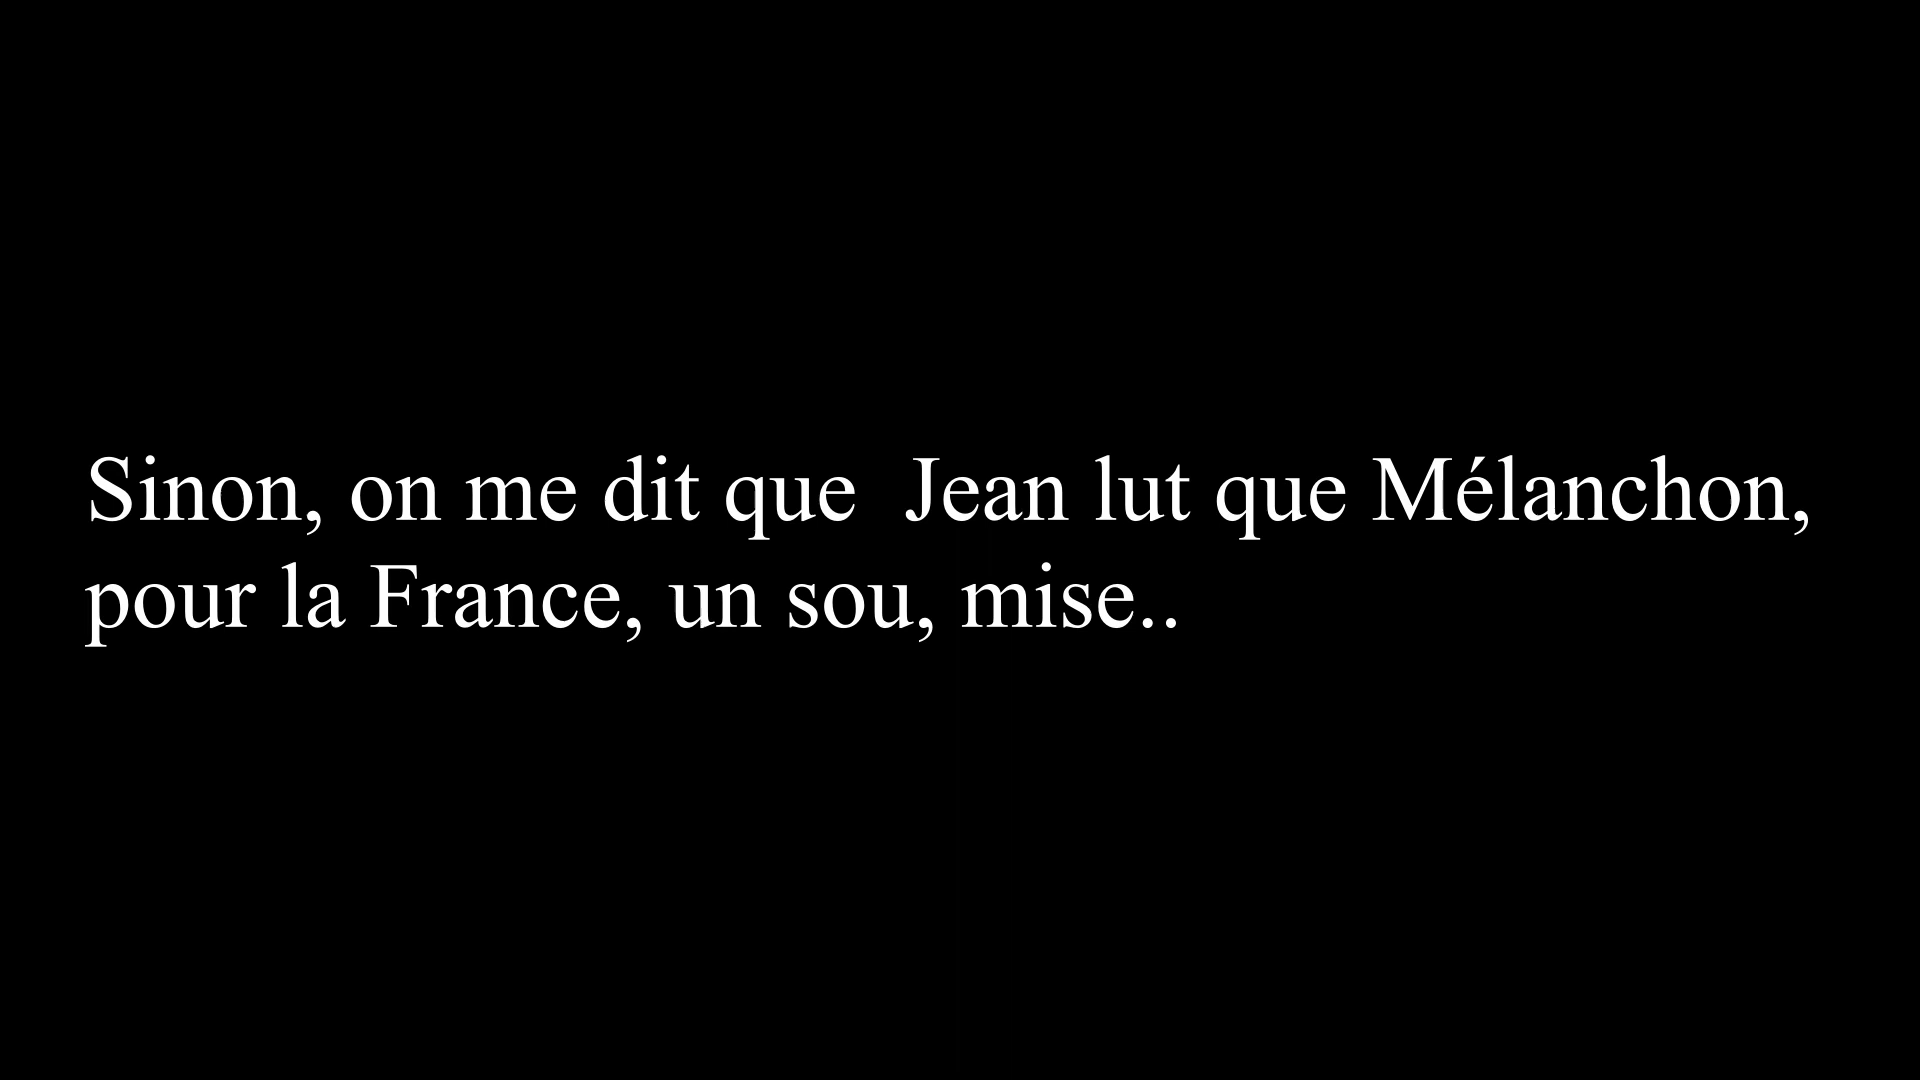 Sinon, on me dit que  Jean lut que Mélanchon,
pour la France, un sou, mise..